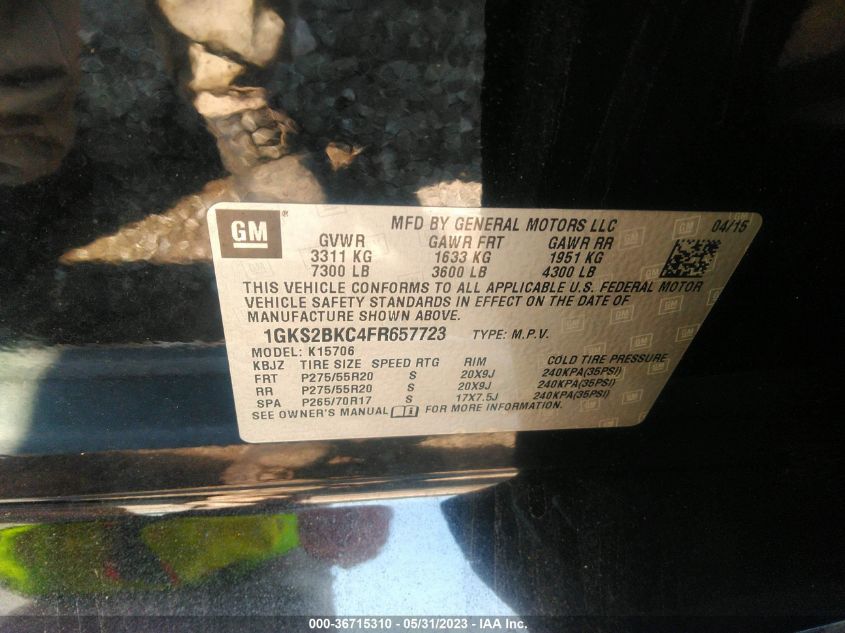 GM ® MFD BY GENERAL MOTORS LLC 04/15
GVWR GAWR FRT GAWR RR
3311 KG 1633 KG 1951 KG
7300 LB 3600 LB 4300 LB
THIS VEHICLE CONFORMS TO ALL APPLICABLE U.S. FEDERAL MOTOR
VEHICLE SAFETY STANDARDS IN EFFECT ON THE DATE OF
MANUFACTURE SHOWN ABOVE.
1GKS2BKC4FR657723 TYPE: M.P.V.
MODEL: K15706
KBJZ TIRE SIZE SPEED RTG RIM COLD TIRE PRESSURE
FRT P275/55R20 S 20X9J 240KPA(35PSI)
RR P275/55R20 S 20X9J 240KPA(35PSI)
SPA P265/70R17 S 17X7.5J 240KPA(35PSI)
SEE OWNER'S MANUAL FOR MORE INFORMATION.
000-36715310 - 05/31/2023 - IAA Inc.